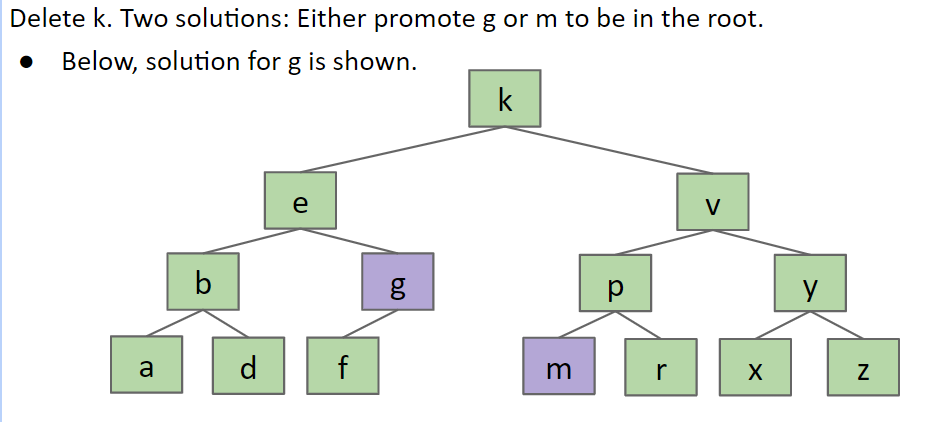 Delete k. Two solutions: Either promote g or m to be in the root.
● Below, solution for g is shown.
k
e v
b g p y
a d f m r x z